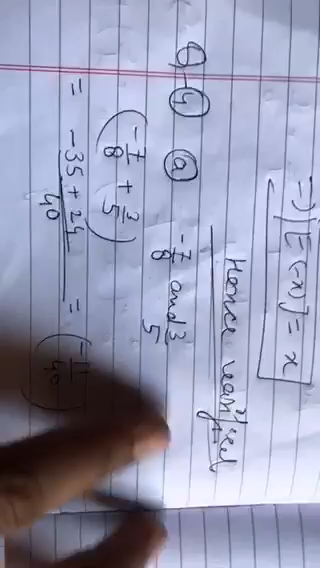 =) [-(-x) = x]
Hence verified
Q.4 (a) -7/8 and 3/5
(-7/8 + 3/5)
= -35+24/40 = (-11/40)